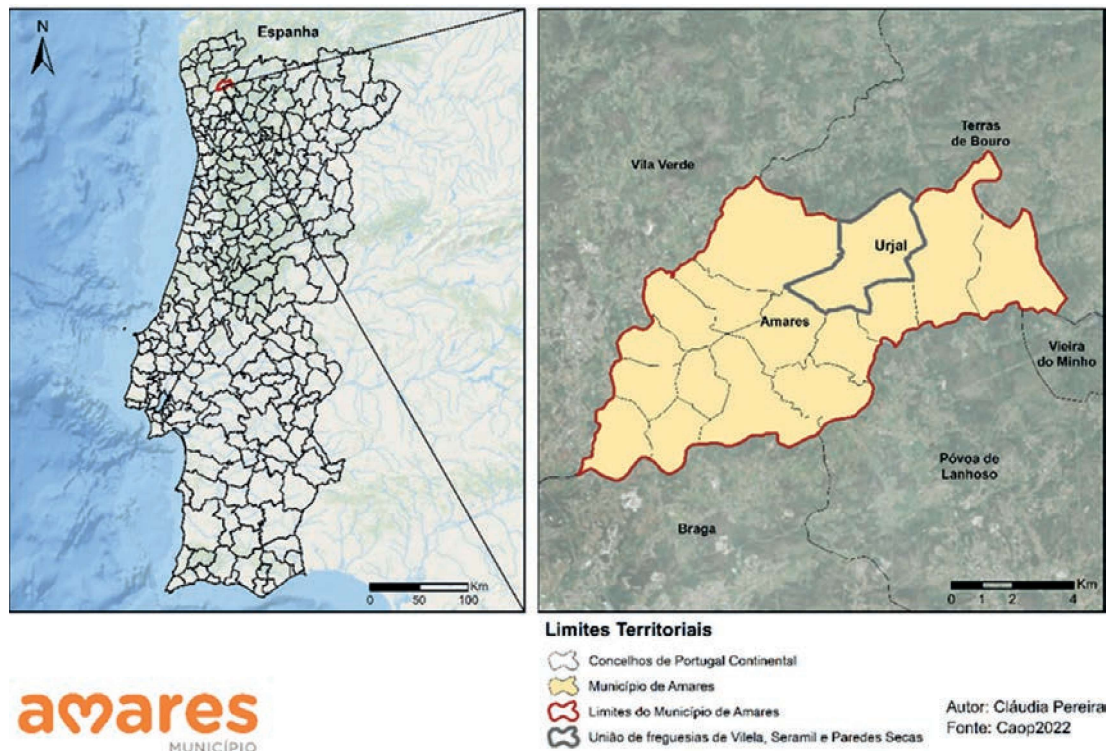 N
Espanha
Km
0 50 100
Terras
de Bouro
Vila Verde
Urjal
Amares
Vieira
do Minho
Póvoa de
Lanhoso
Braga
Km
0 1 2 4
Limites Territoriais
Concelhos de Portugal Continental
Município de Amares
Limites do Município de Amares
União de freguesias de Vilela, Seramil e Paredes Secas
Autor: Cláudia Pereira
Fonte: Caop2022
amares
MUNICÍPIO